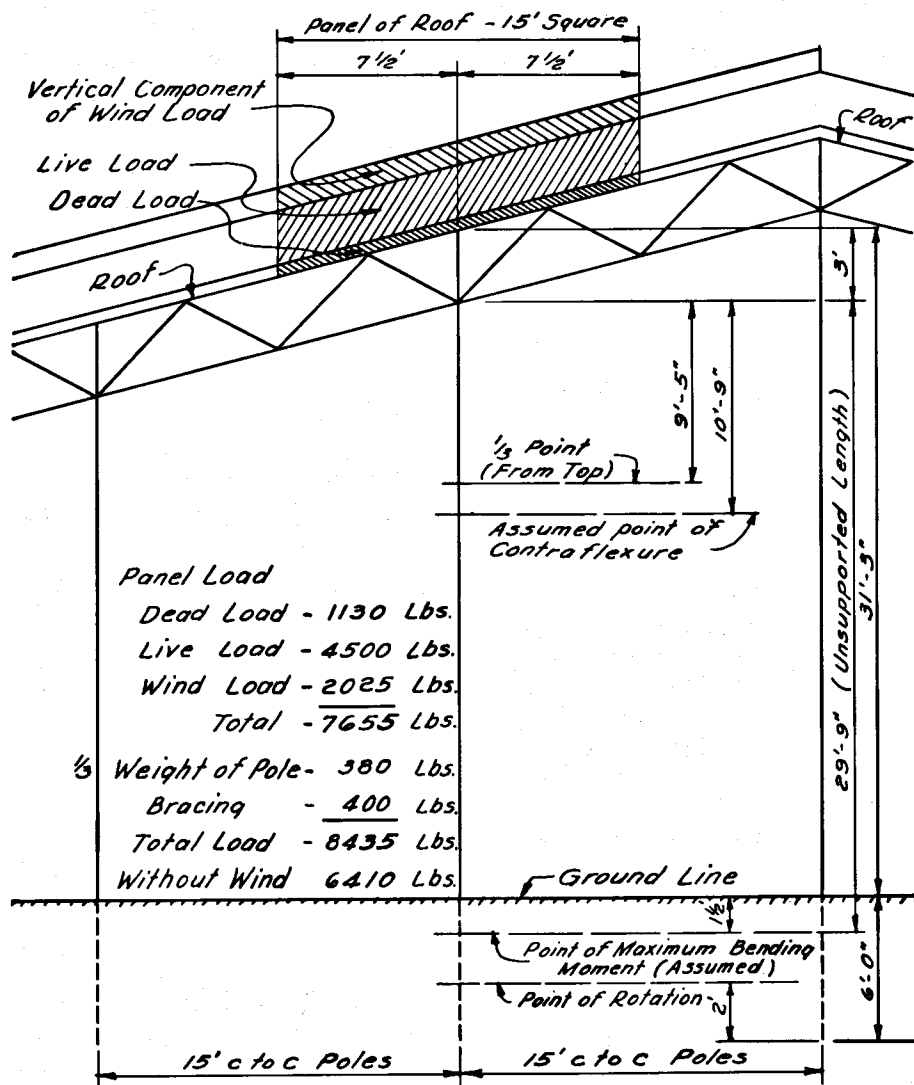 Panel of Roof - 15' Square
7 1/2' 7 1/2'
Vertical Component
of Wind Load
Live Load
Dead Load
Roof
Roof
3'
9'-5"
10'-9"
29'-9" (Unsupported Length)
31'-3"
1/3 Point
(From Top)
Assumed point of
Contraflexure
Panel Load
Dead Load - 1130 Lbs.
Live Load - 4500 Lbs.
Wind Load - 2025 Lbs.
Total - 7655 Lbs.
1/3 Weight of Pole - 380 Lbs.
Bracing - 400 Lbs.
Total Load - 8435 Lbs.
Without Wind 6410 Lbs.
Ground Line
1 1/2'
Point of Maximum Bending
Moment (Assumed)
Point of Rotation
2'
6'-0"
15' c to c Poles 15' c to c Poles